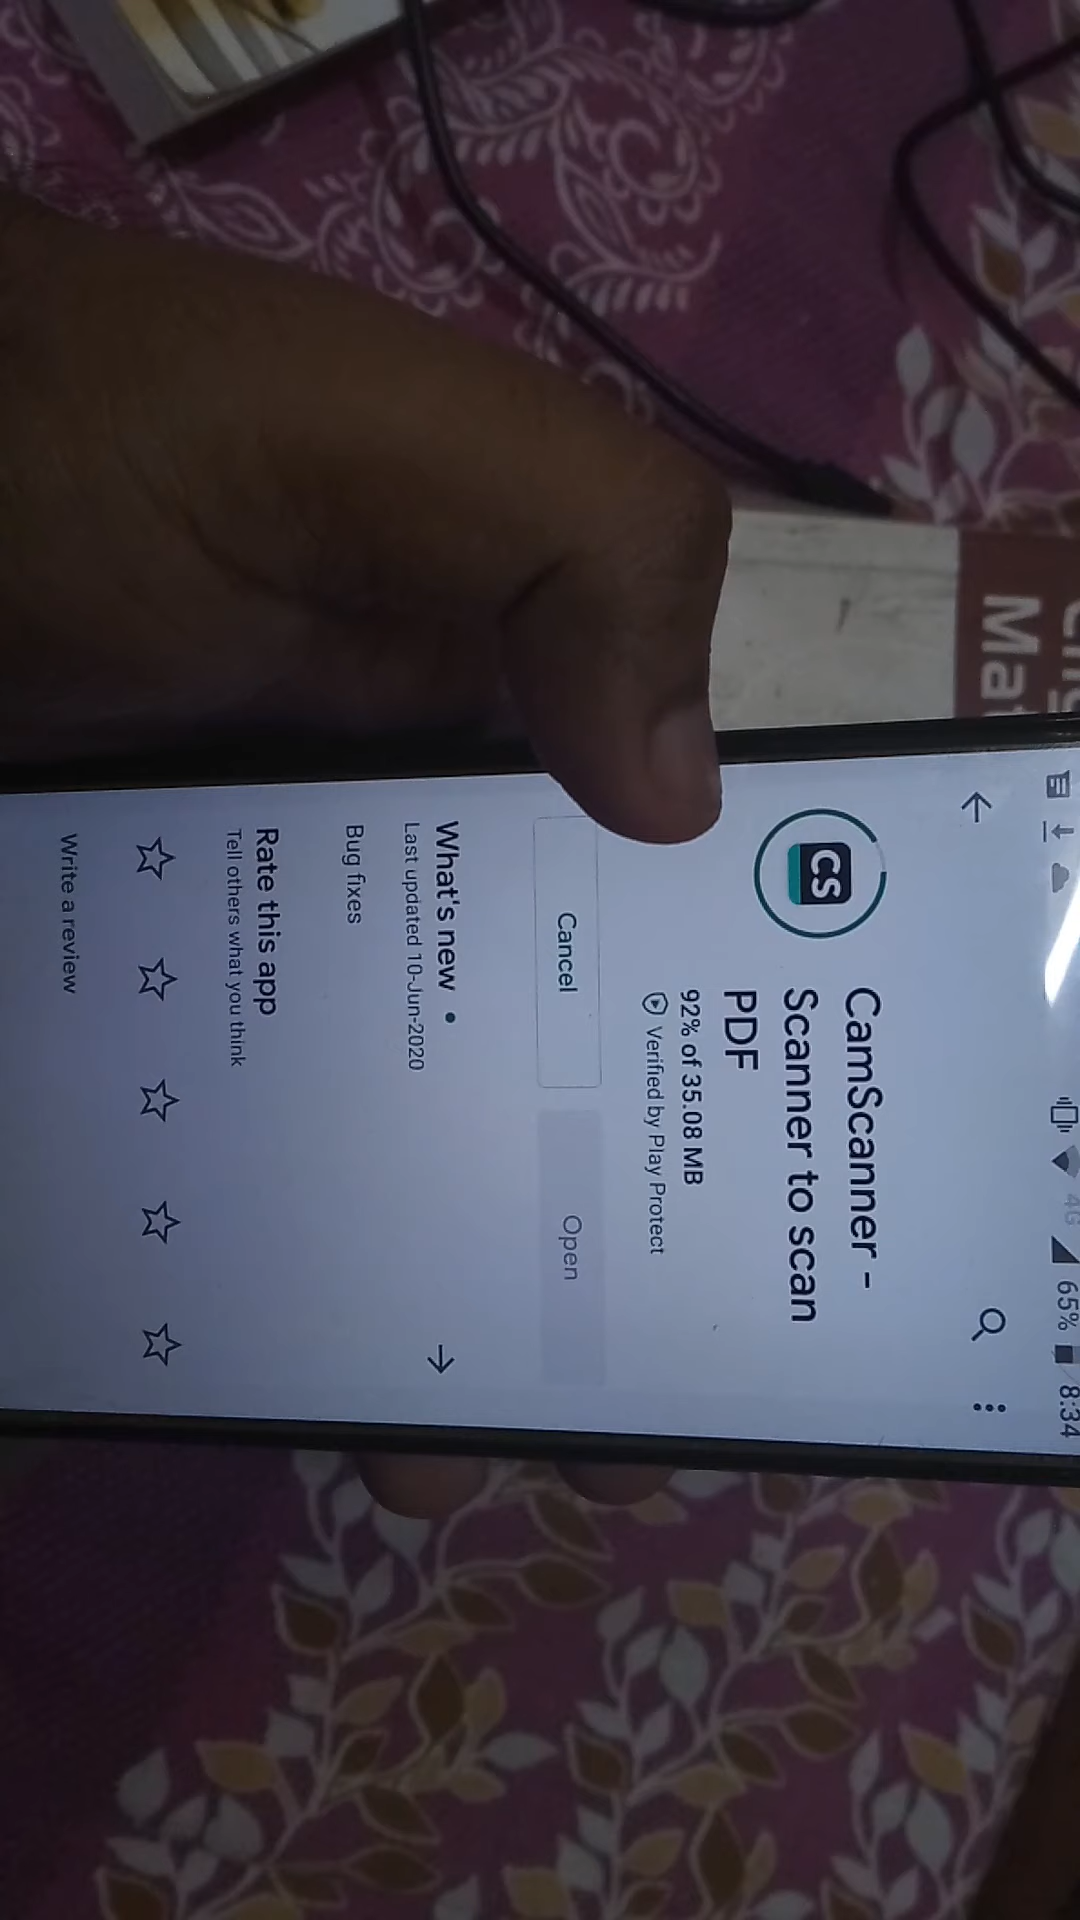 4G 65% 8:34
CS
CamScanner -
Scanner to scan
PDF
92% of 35.08 MB
Verified by Play Protect
Cancel
Open
What's new •
Last updated 10-Jun-2020
Bug fixes
Rate this app
Tell others what you think
Write a review